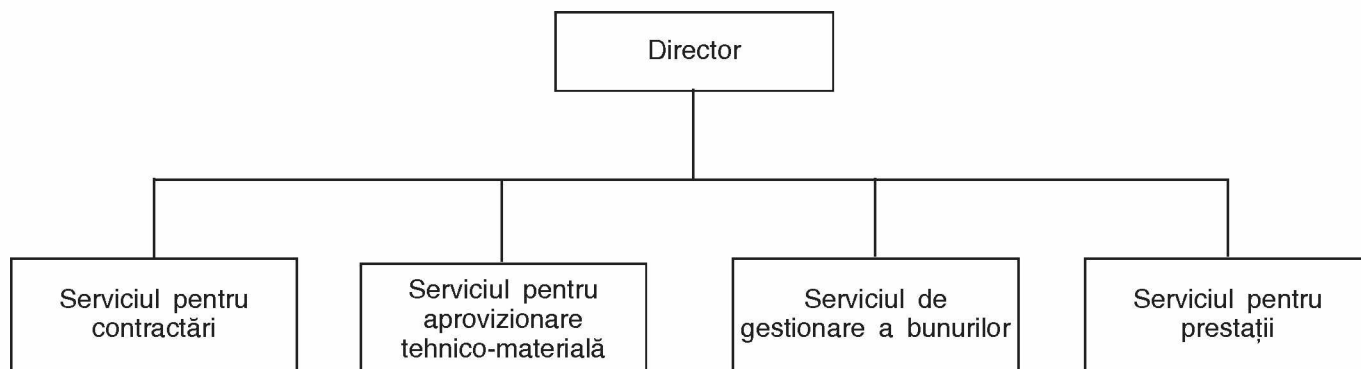 Director
Serviciul pentru
contractări
Serviciul pentru
aprovizionare
tehnico-materială
Serviciul de
gestionare a bunurilor
Serviciul pentru
prestații